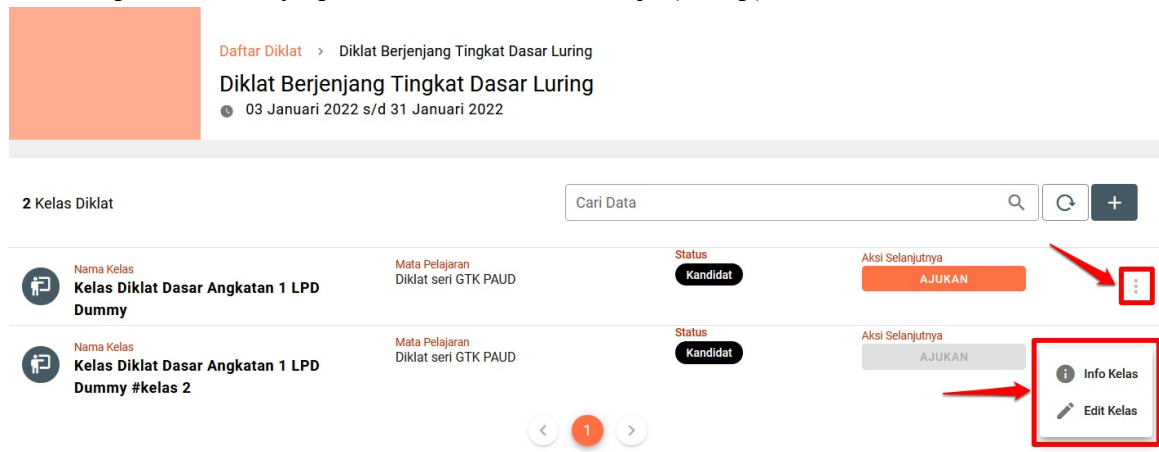 Daftar Diklat > Diklat Berjenjang Tingkat Dasar Luring
Diklat Berjenjang Tingkat Dasar Luring
03 Januari 2022 s/d 31 Januari 2022
2 Kelas Diklat
Cari Data
Nama Kelas
Kelas Diklat Dasar Angkatan 1 LPD
Dummy
Mata Pelajaran
Diklat seri GTK PAUD
Status
Kandidat
Aksi Selanjutnya
AJUKAN
Nama Kelas
Kelas Diklat Dasar Angkatan 1 LPD
Dummy #kelas 2
Mata Pelajaran
Diklat seri GTK PAUD
Status
Kandidat
Aksi Selanjutnya
AJUKAN
Info Kelas
Edit Kelas
1